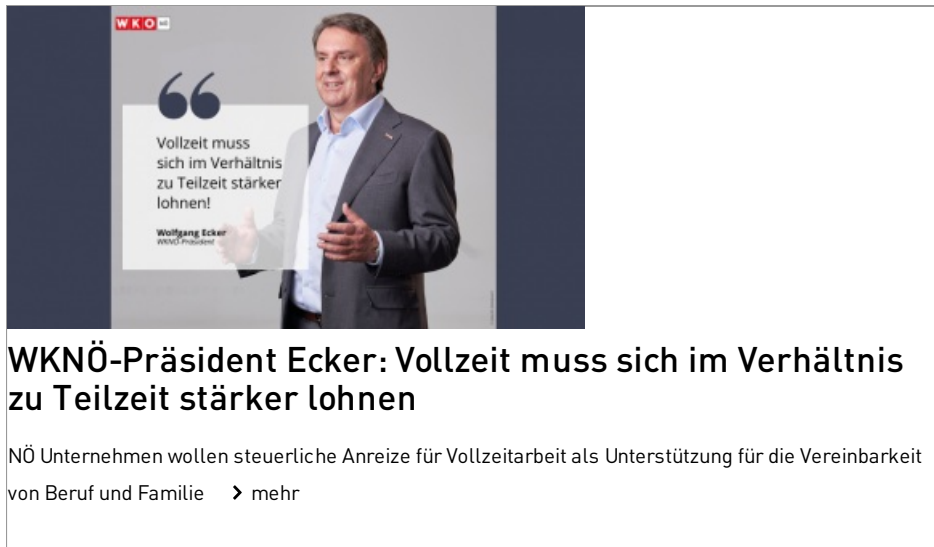 WKO NÖ
Vollzeit muss
sich im Verhältnis
zu Teilzeit stärker
lohnen!
Wolfgang Ecker
WKNÖ-Präsident
WKNÖ-Präsident Ecker: Vollzeit muss sich im Verhältnis
zu Teilzeit stärker lohnen
NÖ Unternehmen wollen steuerliche Anreize für Vollzeitarbeit als Unterstützung für die Vereinbarkeit
von Beruf und Familie > mehr